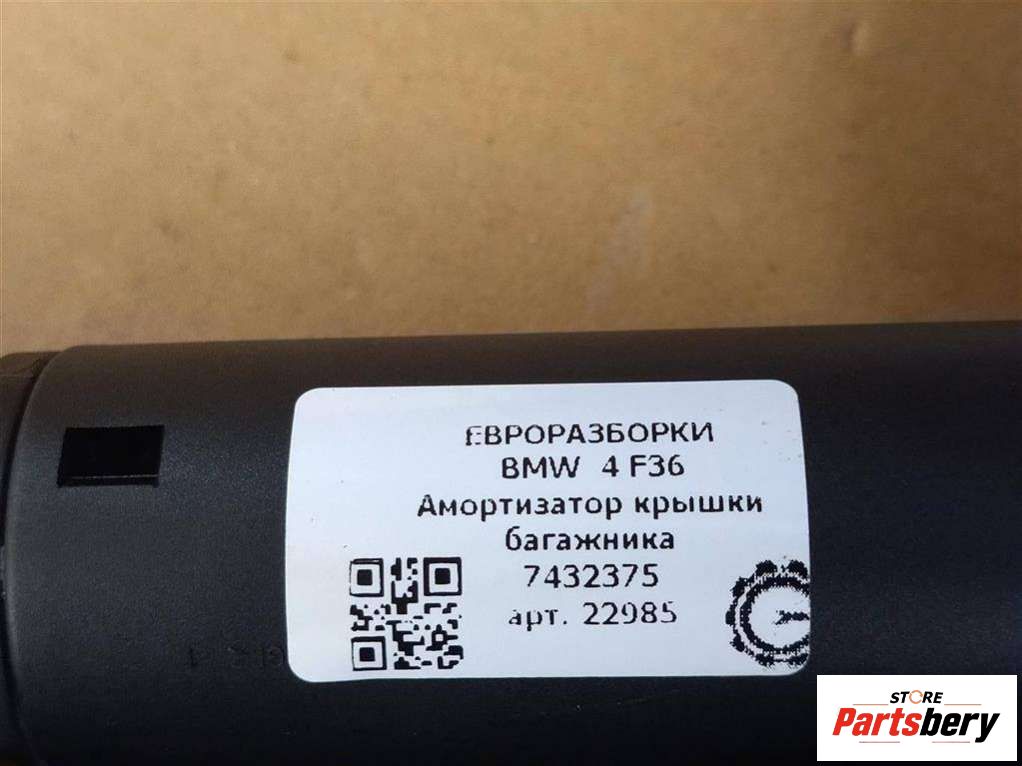 ЕВРОРАЗБОРКИ
BMW 4 F36
Амортизатор крышки
багажника
7432375
арт. 22985
STORE
Partsbery